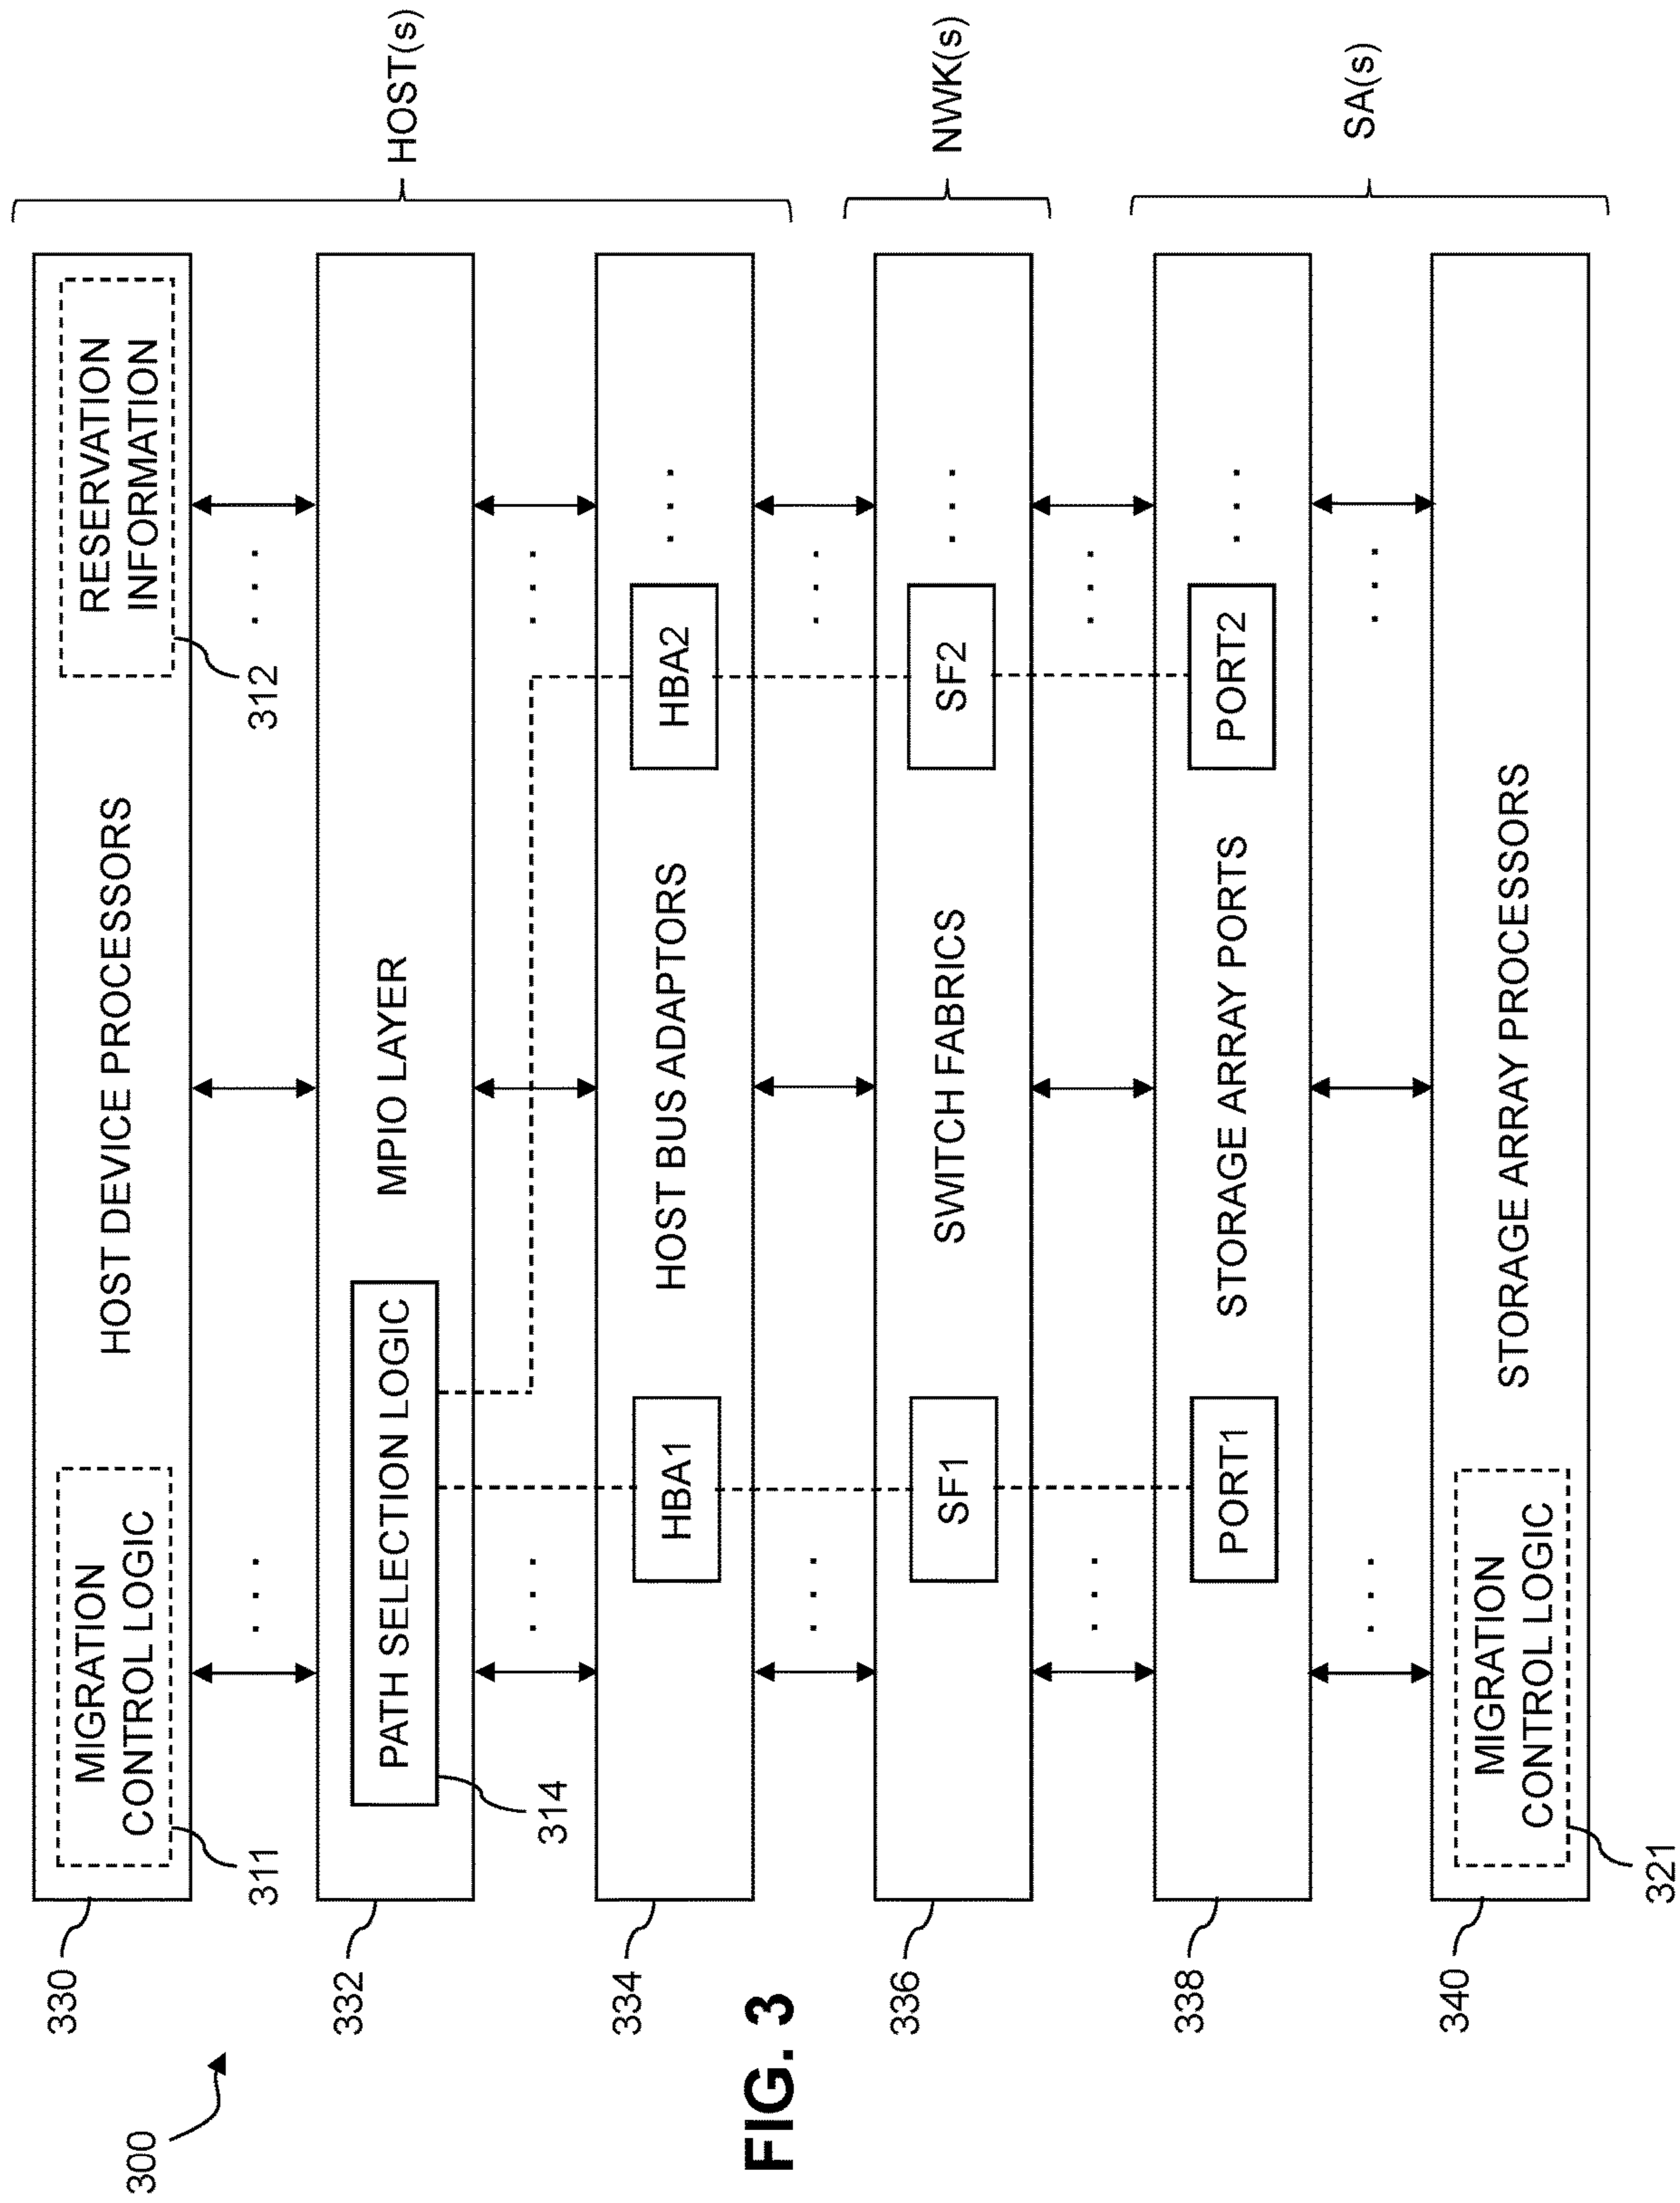 300
330
MIGRATION
CONTROL LOGIC
311
HOST DEVICE PROCESSORS
RESERVATION
INFORMATION
312
332
PATH SELECTION LOGIC
314
MPIO LAYER
334
HBA1
HOST BUS ADAPTORS
HBA2
. . .
HOST(s)
336
SF1
SWITCH FABRICS
SF2
. . .
NWK(s)
338
PORT1
STORAGE ARRAY PORTS
PORT2
. . .
340
MIGRATION
CONTROL LOGIC
321
STORAGE ARRAY PROCESSORS
SA(s)
FIG. 3